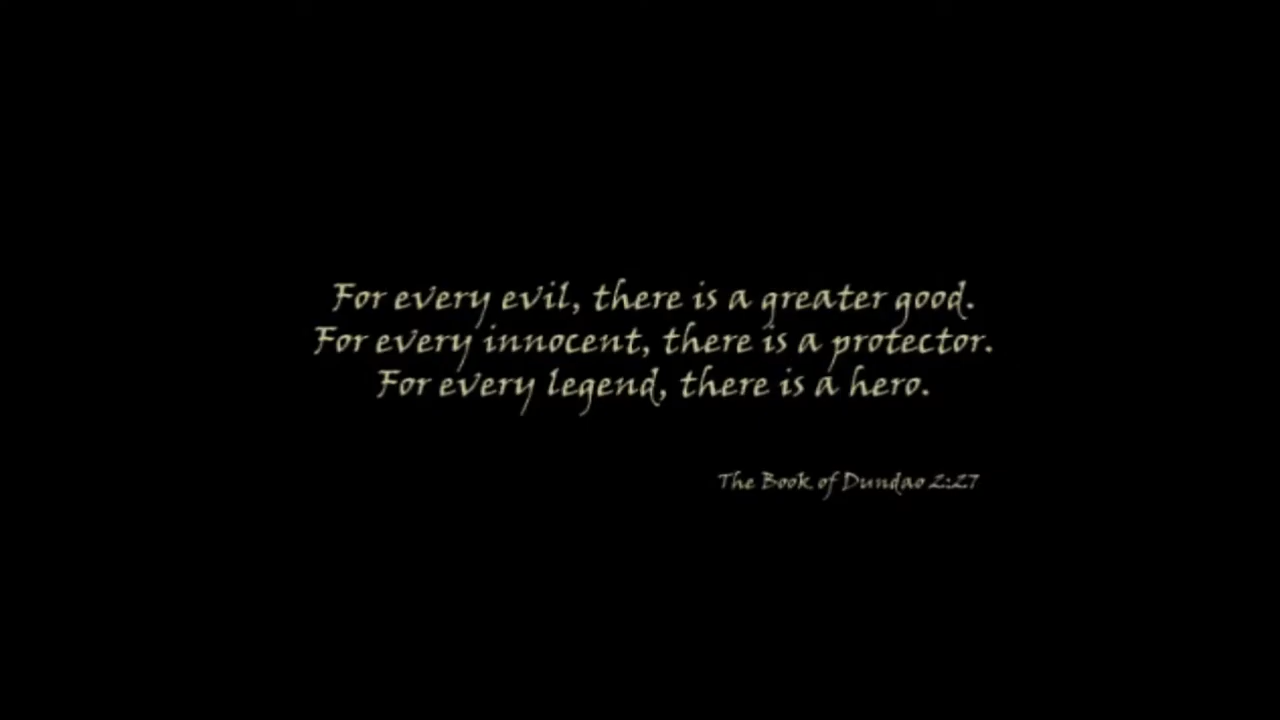 For every evil, there is a greater good.
For every innocent, there is a protector.
For every legend, there is a hero.
The Book of Dundao 2:27